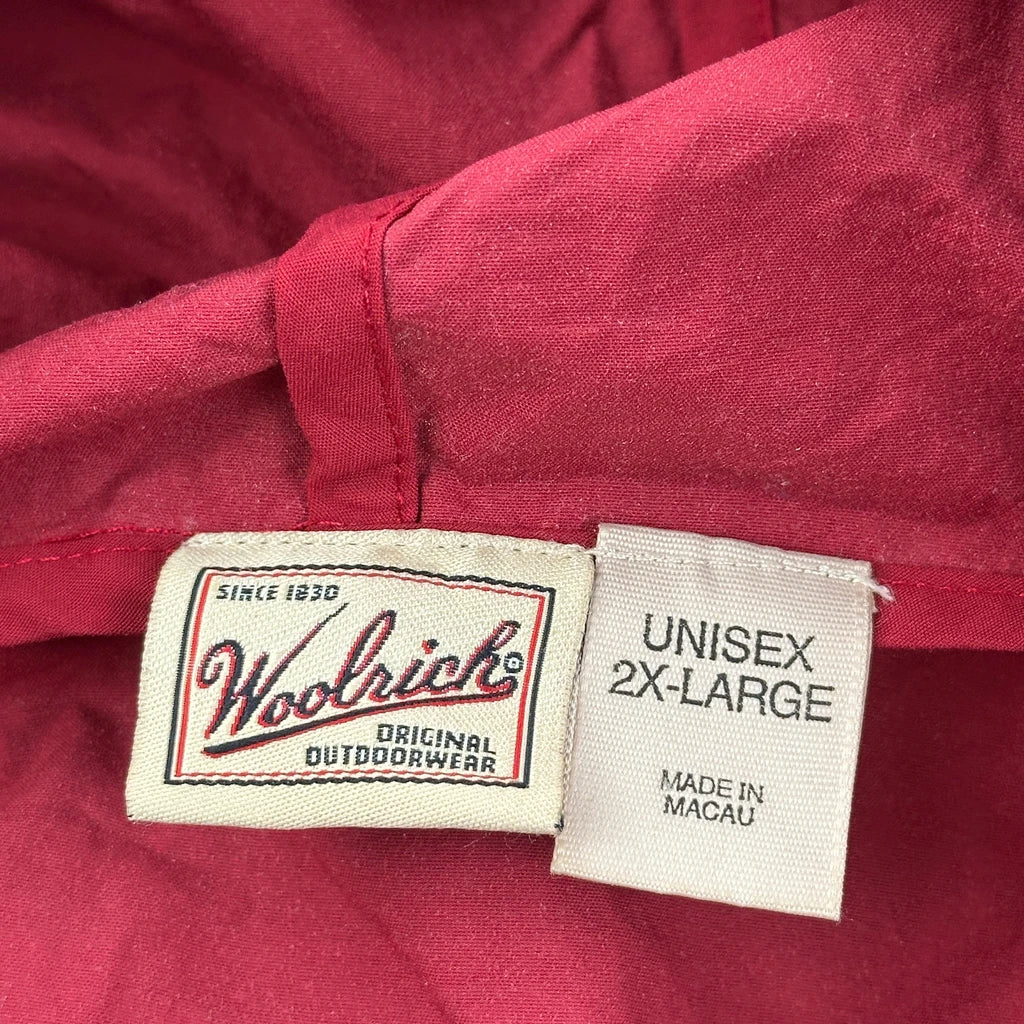 SINCE 1830
Woolrich®
ORIGINAL
OUTDOORWEAR
UNISEX
2X-LARGE
MADE IN
MACAU